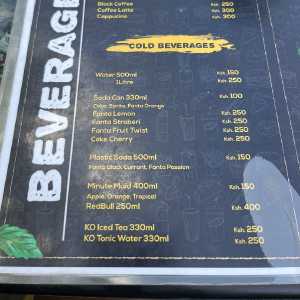 BEVERAGE
Black Coffee Ksh. 250
Coffee Latte Ksh. 250
Cappucino Ksh. 300
COLD BEVERAGES
Water 500ml Ksh. 150
1Litre Ksh. 250
Soda Can 330ml Ksh. 100
Coke, Sprite, Fanta Orange
Fanta Lemon Ksh. 250
Fanta Straberi Ksh. 250
Fanta Fruit Twist Ksh. 250
Coke Cherry Ksh. 250
Plastic Soda 500ml Ksh. 150
Fanta Black Currant, Fanta Passion
Minute Maid 400ml Ksh. 150
Apple, Orange, Tropical
RedBull 250ml Ksh. 400
KO Iced Tea 330ml Ksh. 250
KO Tonic Water 330ml Ksh. 250